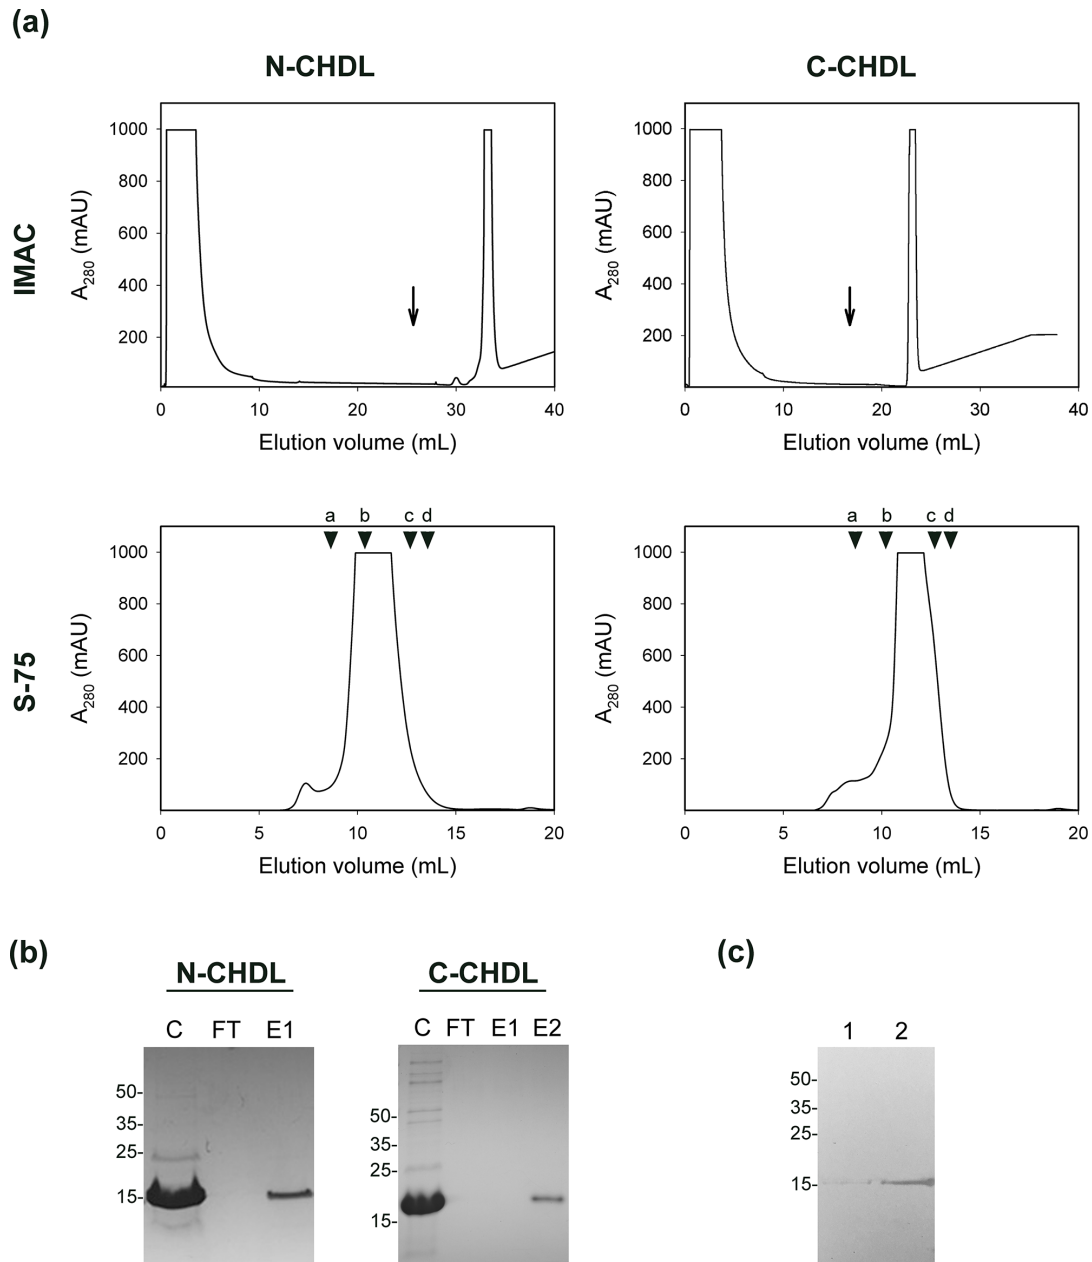 (a)
N-CHDL C-CHDL
IMAC
A280 (mAU)
1000
800
600
400
200
0 10 20 30 40
Elution volume (mL)
A280 (mAU)
1000
800
600
400
200
0 10 20 30 40
Elution volume (mL)
S-75
a b c d
A280 (mAU)
1000
800
600
400
200
0 5 10 15 20
Elution volume (mL)
a b c d
A280 (mAU)
1000
800
600
400
200
0 5 10 15 20
Elution volume (mL)
(b)
N-CHDL
C FT E1
50-
35-
25-
15-
C-CHDL
C FT E1 E2
50-
35-
25-
15-
(c)
1 2
50-
35-
25-
15-